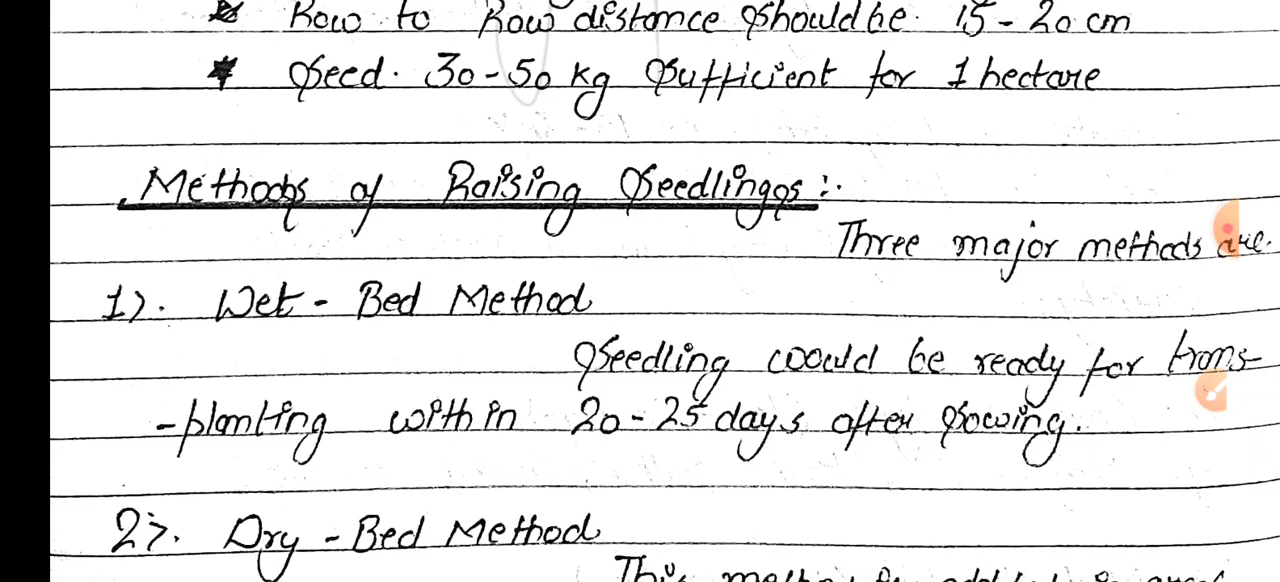 * Row to Row distance should be. 15-20 cm
* Seed. 30-50 kg Sufficient for 1 hectare
Methods of Raising Seedlings :.
Three major methods are.
1). Wet - Bed Method
Seedling would be ready for trans-
-planting within 20-25 days after sowing.
2). Dry - Bed Method
This